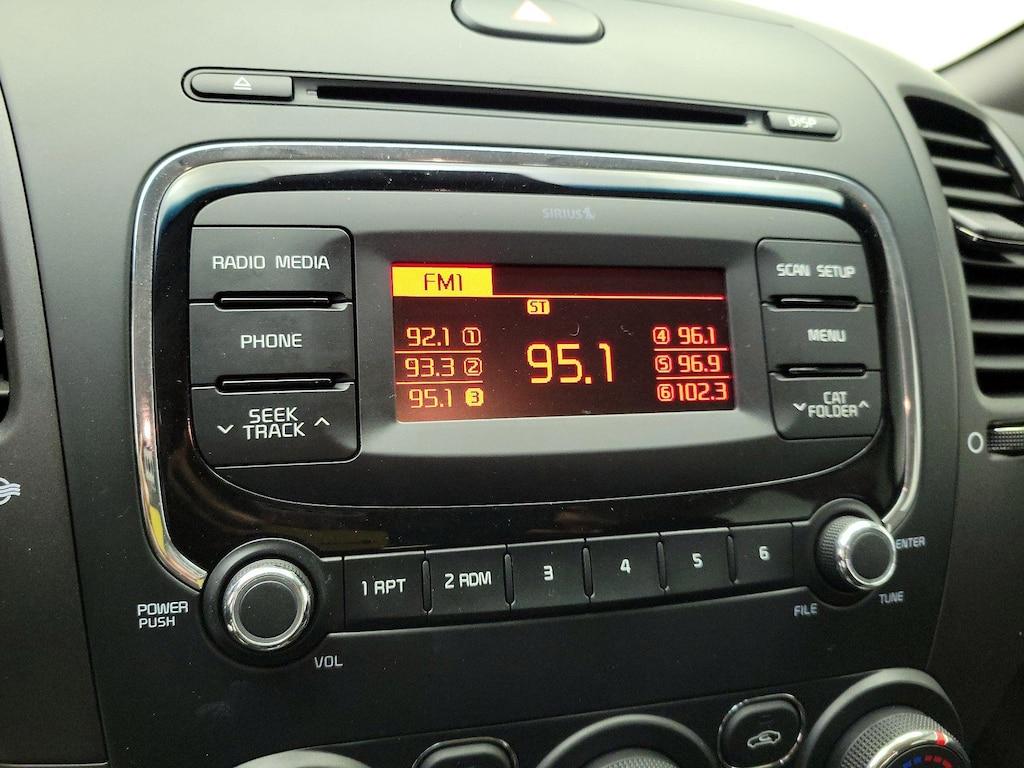 DISP
SIRIUS
RADIO MEDIA
PHONE
SEEK
TRACK
FM1
ST
92.1 1
93.3 2
95.1 3
95.1
4 96.1
5 96.9
6 102.3
SCAN SETUP
MENU
CAT
FOLDER
1 RPT
2 RDM
3
4
5
6
POWER
PUSH
VOL
ENTER
FILE
TUNE